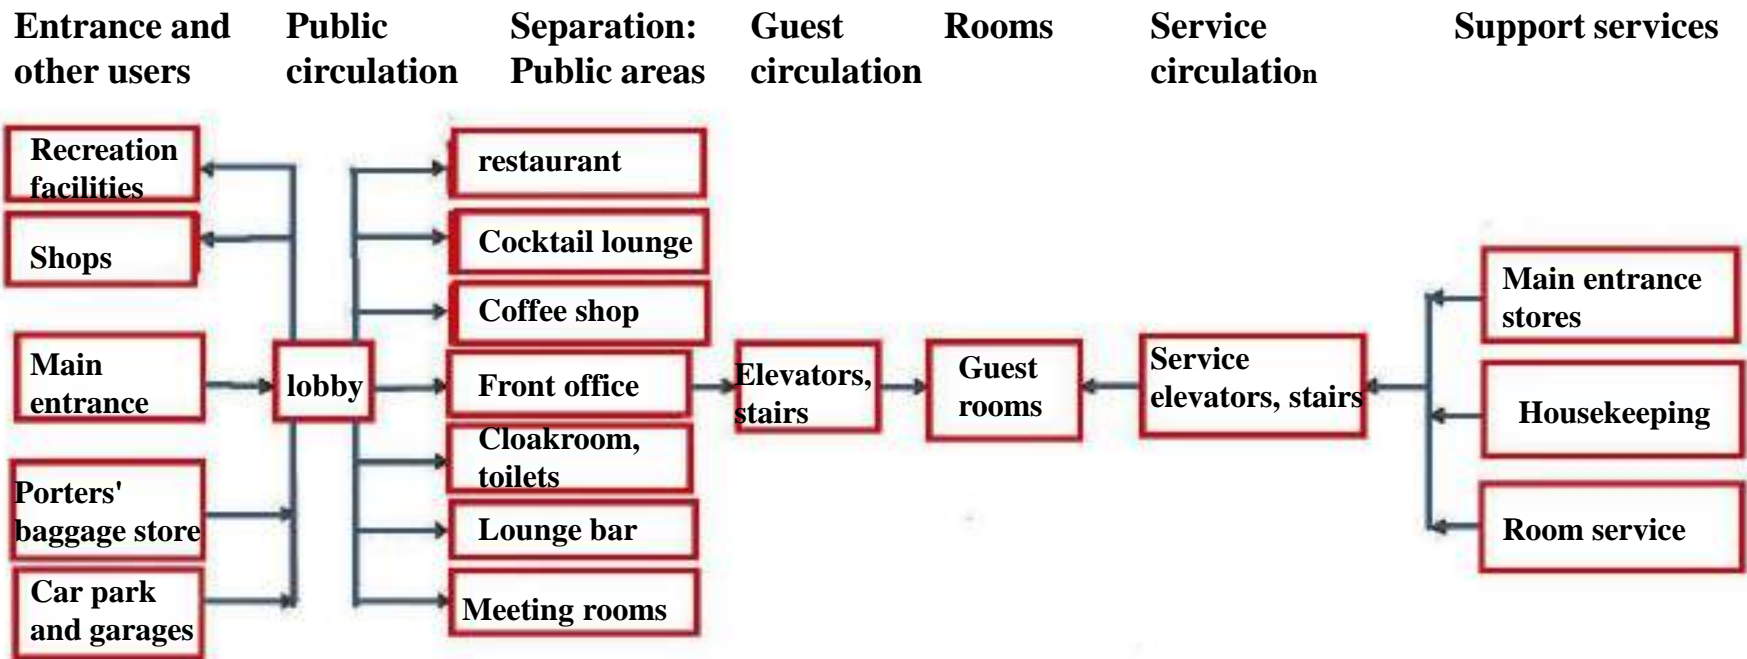 Entrance and
other users
Public
circulation
Separation:
Public areas
Guest
circulation
Rooms
Service
circulation
Support services
Recreation
facilities
Shops
Main
entrance
Porters'
baggage store
Car park
and garages
lobby
restaurant
Cocktail lounge
Coffee shop
Front office
Cloakroom,
toilets
Lounge bar
Meeting rooms
Elevators,
stairs
Guest
rooms
Service
elevators, stairs
Main entrance
stores
Housekeeping
Room service